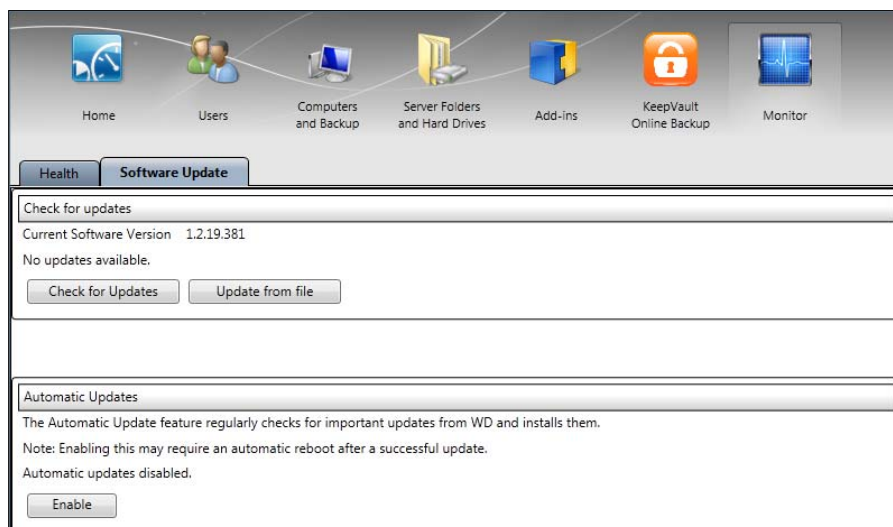 Home
Users
Computers
and Backup
Server Folders
and Hard Drives
Add-ins
KeepVault
Online Backup
Monitor
Health
Software Update
Check for updates
Current Software Version 1.2.19.381
No updates available.
Check for Updates
Update from file
Automatic Updates
The Automatic Update feature regularly checks for important updates from WD and installs them.
Note: Enabling this may require an automatic reboot after a successful update.
Automatic updates disabled.
Enable